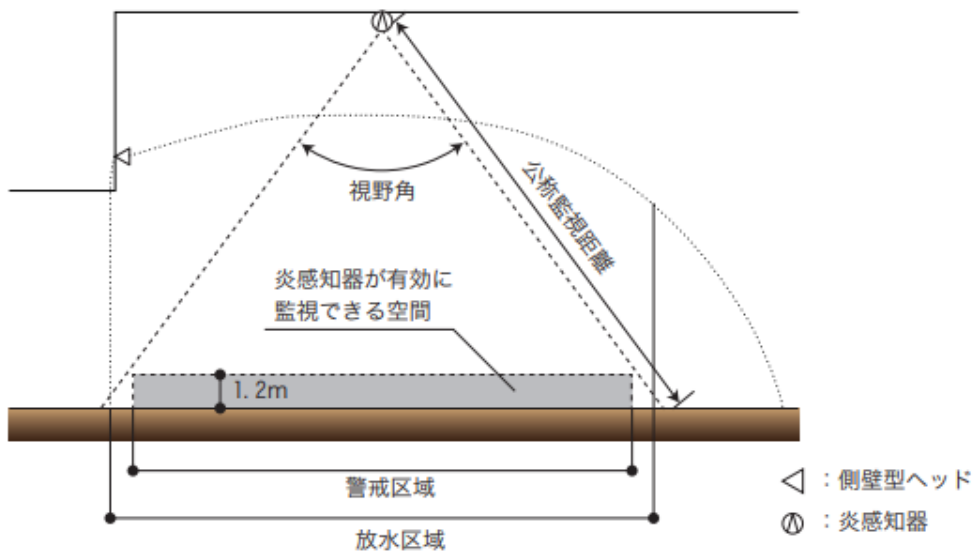 視野角
公称監視距離
炎感知器が有効に
監視できる空間
1.2m
警戒区域
放水区域
：側壁型ヘッド
：炎感知器